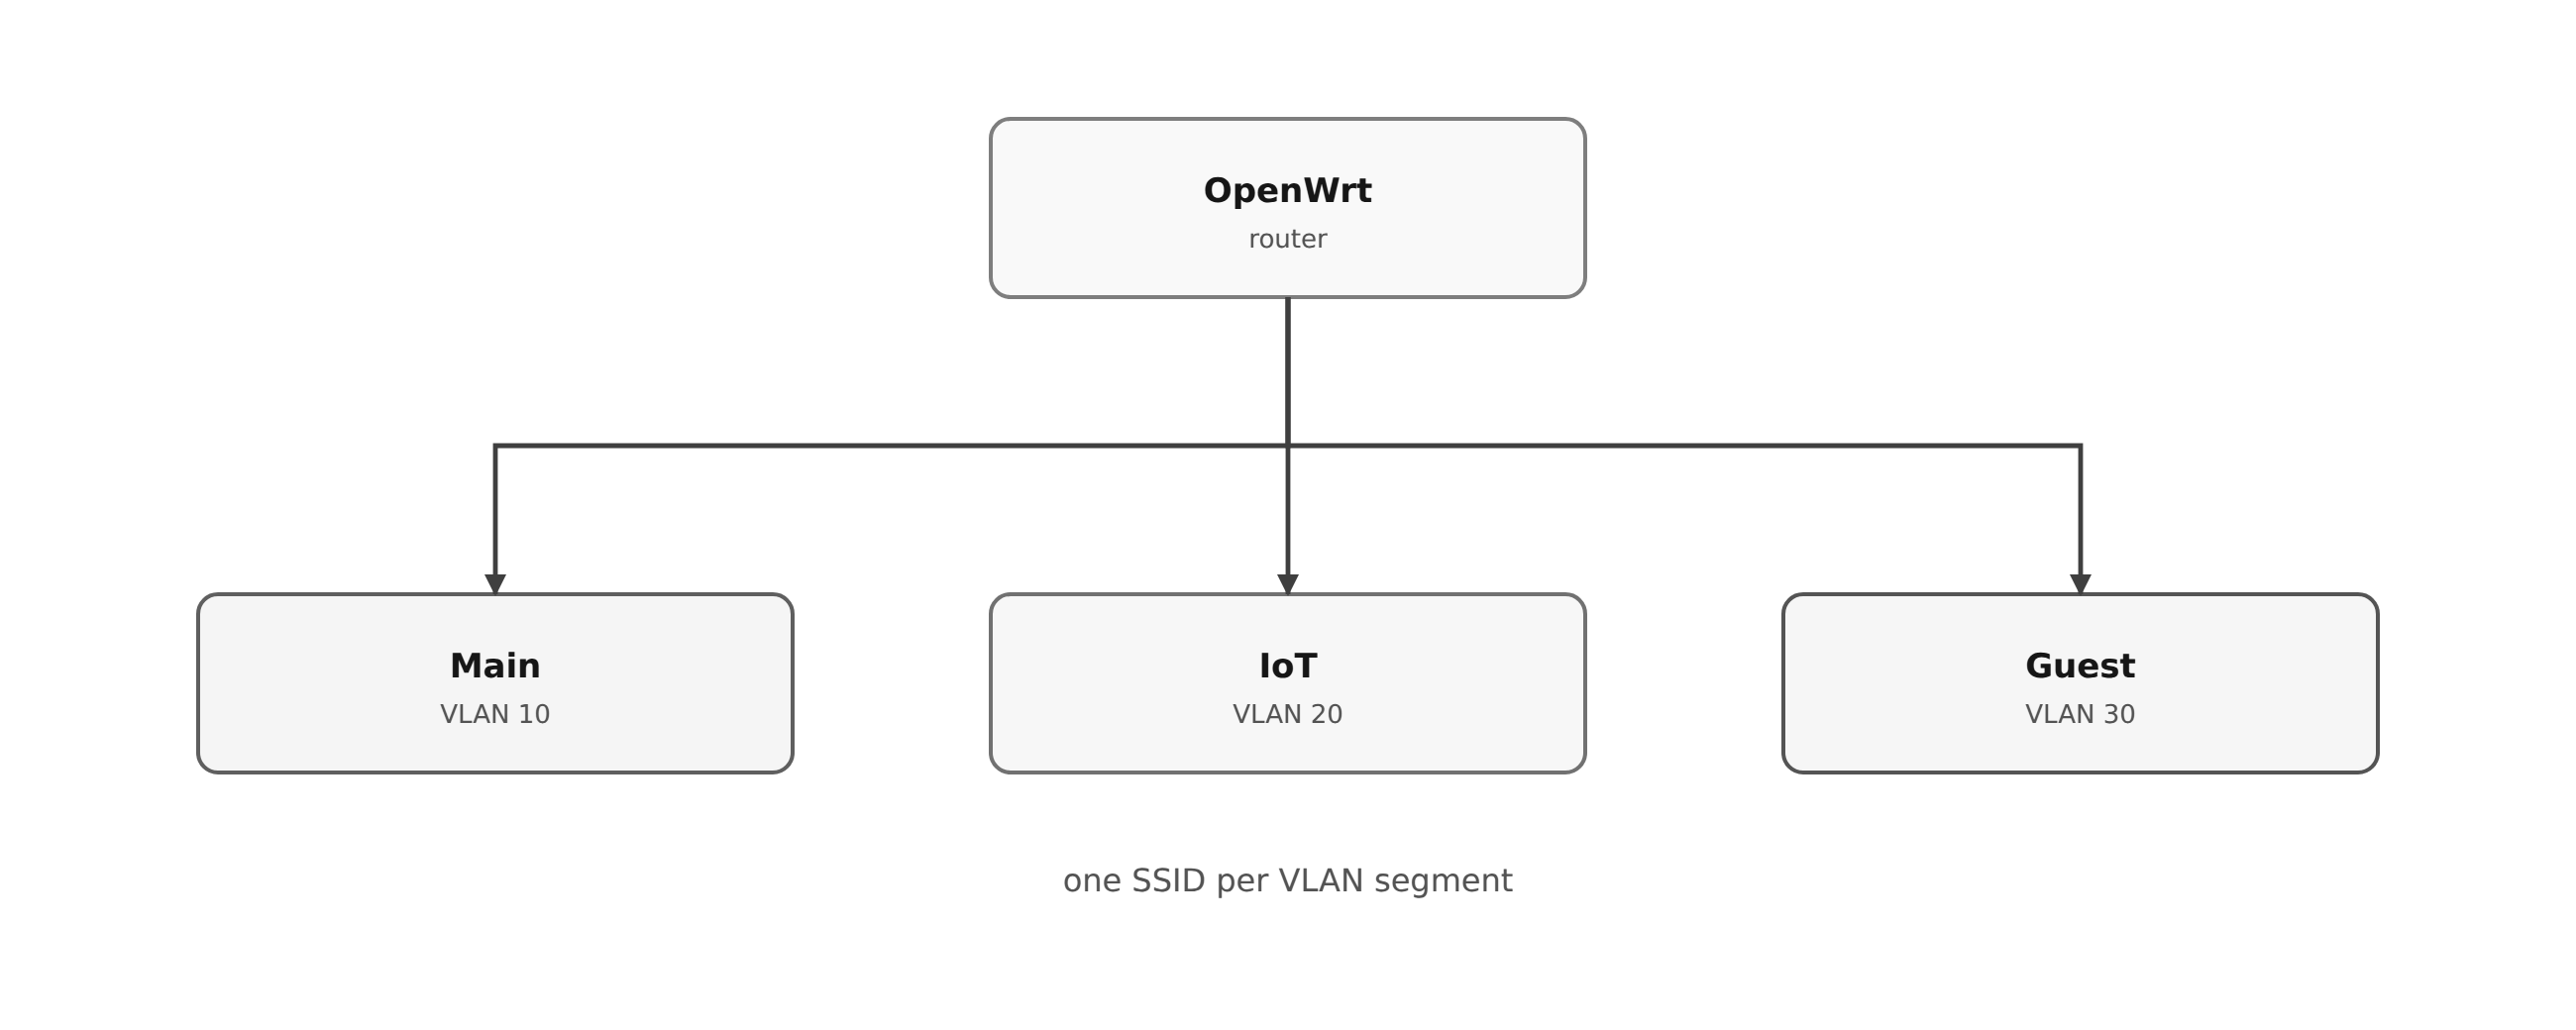 OpenWrt
router
Main
VLAN 10
IoT
VLAN 20
Guest
VLAN 30
one SSID per VLAN segment